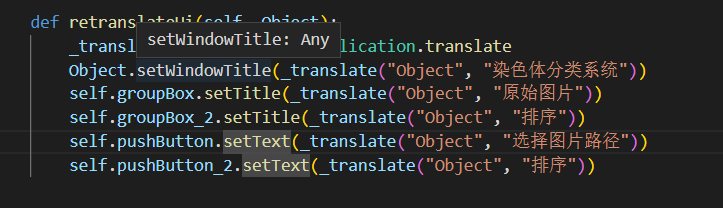 def retranslateUi(self, Object):
setWindowTitle: Any
_transl lication.translate
Object.setWindowTitle(_translate("Object", "染色体分类系统"))
self.groupBox.setTitle(_translate("Object", "原始图片"))
self.groupBox_2.setTitle(_translate("Object", "排序"))
self.pushButton.setText(_translate("Object", "选择图片路径"))
self.pushButton_2.setText(_translate("Object", "排序"))